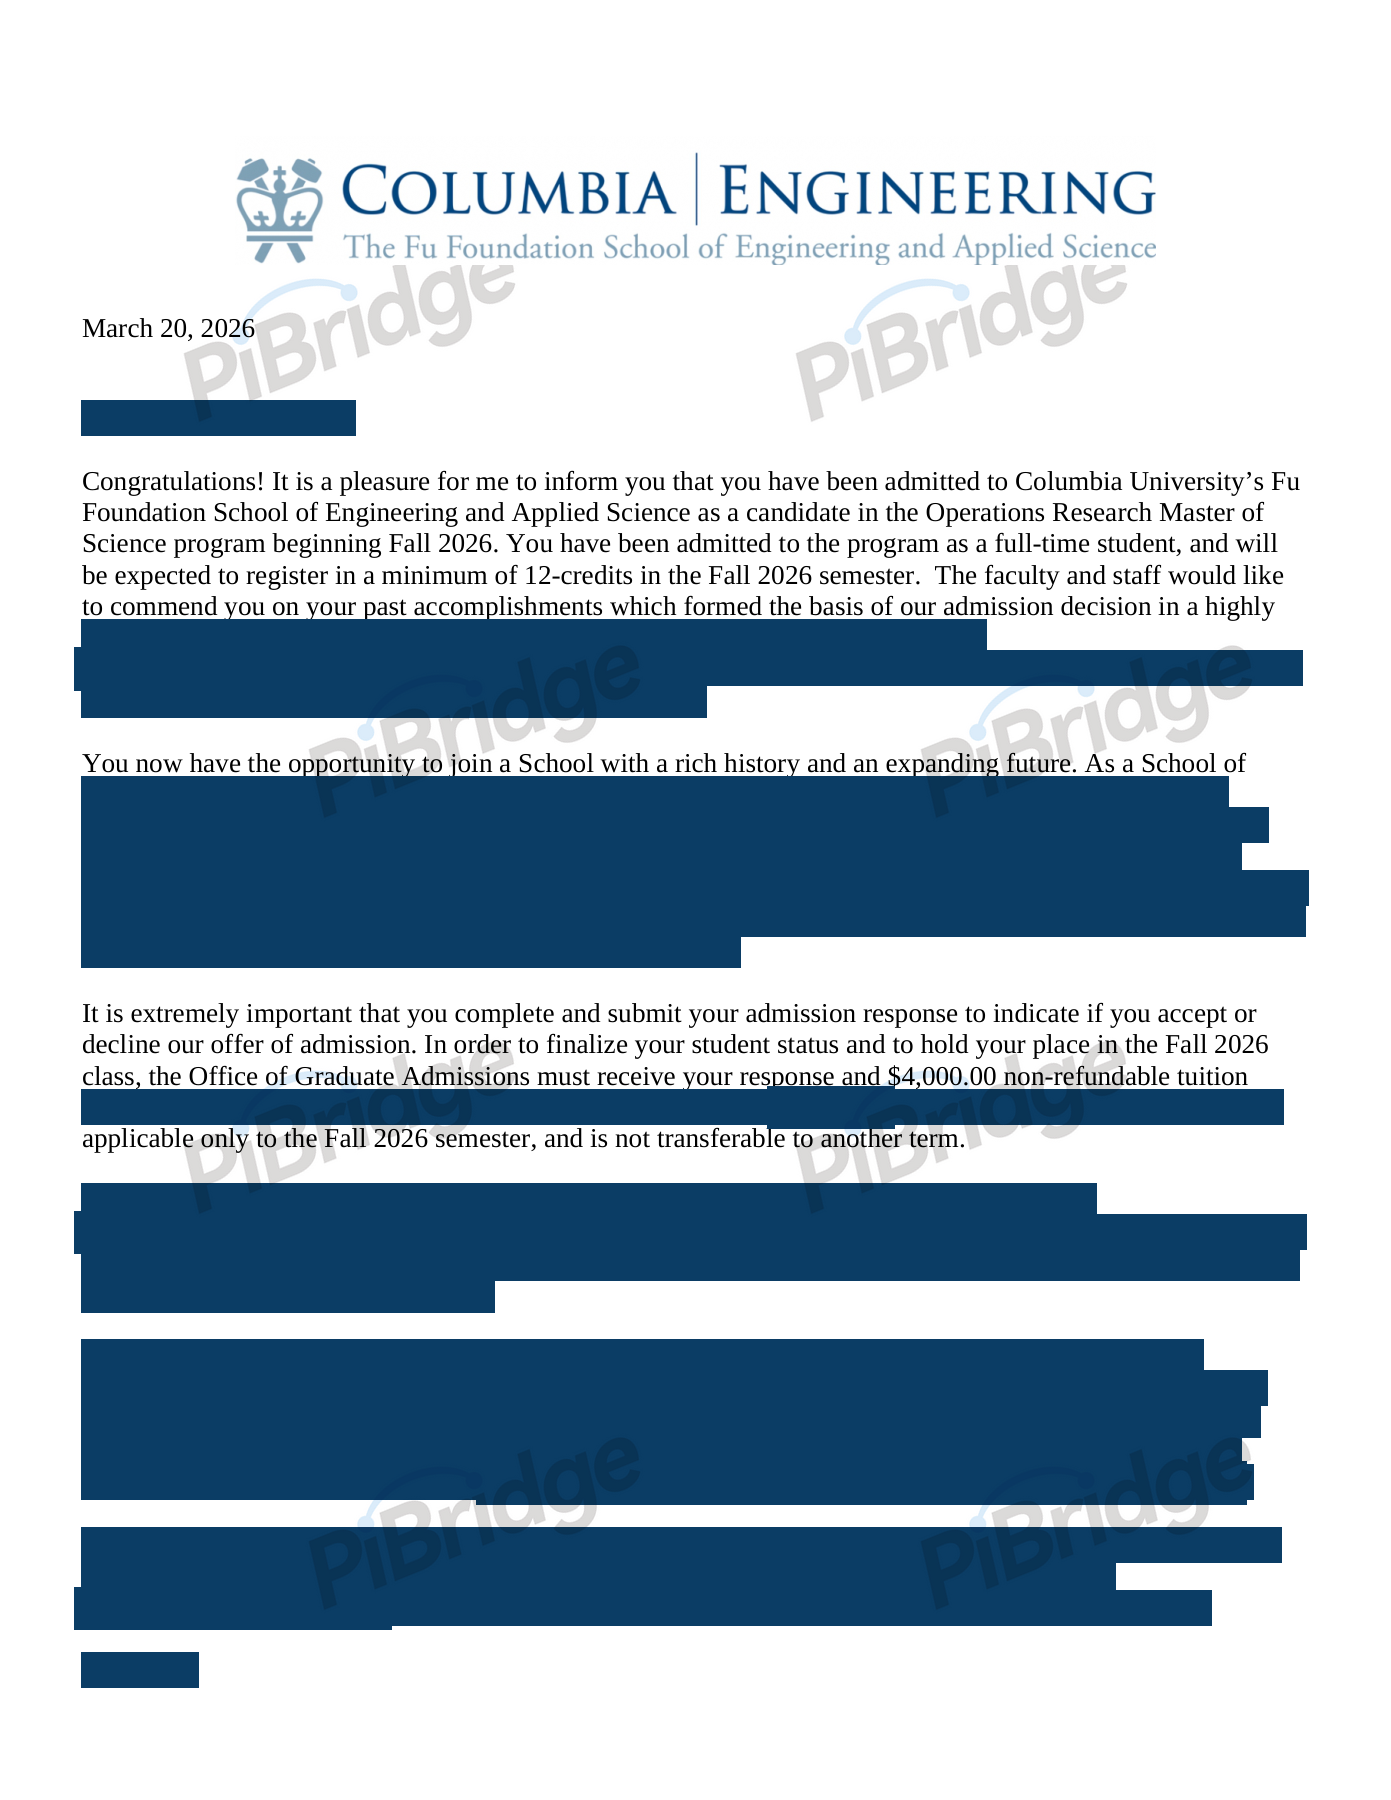 COLUMBIA | ENGINEERING
The Fu Foundation School of Engineering and Applied Science
PiBridge PiBridge
March 20, 2026
Congratulations! It is a pleasure for me to inform you that you have been admitted to Columbia University’s Fu
Foundation School of Engineering and Applied Science as a candidate in the Operations Research Master of
Science program beginning Fall 2026. You have been admitted to the program as a full-time student, and will
be expected to register in a minimum of 12-credits in the Fall 2026 semester.  The faculty and staff would like
to commend you on your past accomplishments which formed the basis of our admission decision in a highly
PiBridge PiBridge
You now have the opportunity to join a School with a rich history and an expanding future. As a School of
It is extremely important that you complete and submit your admission response to indicate if you accept or
decline our offer of admission. In order to finalize your student status and to hold your place in the Fall 2026
class, the Office of Graduate Admissions must receive your response and $4,000.00 non-refundable tuition
PiBridge PiBridge
applicable only to the Fall 2026 semester, and is not transferable to another term.
PiBridge PiBridge